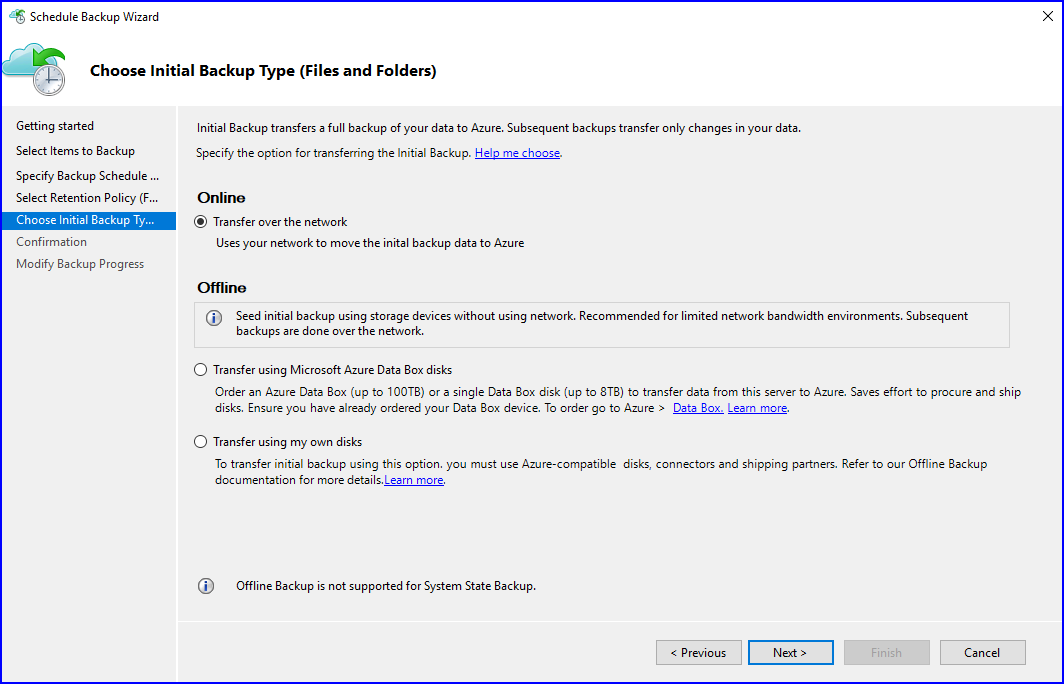 Schedule Backup Wizard
Choose Initial Backup Type (Files and Folders)
Getting started
Select Items to Backup
Specify Backup Schedule ...
Select Retention Policy (F...
Choose Initial Backup Ty...
Confirmation
Modify Backup Progress
Initial Backup transfers a full backup of your data to Azure. Subsequent backups transfer only changes in your data.
Specify the option for transferring the Initial Backup. Help me choose.
Online
Transfer over the network
Uses your network to move the inital backup data to Azure
Offline
Seed initial backup using storage devices without using network. Recommended for limited network bandwidth environments. Subsequent
backups are done over the network.
Transfer using Microsoft Azure Data Box disks
Order an Azure Data Box (up to 100TB) or a single Data Box disk (up to 8TB) to transfer data from this server to Azure. Saves effort to procure and ship
disks. Ensure you have already ordered your Data Box device. To order go to Azure > Data Box. Learn more.
Transfer using my own disks
To transfer initial backup using this option. you must use Azure-compatible disks, connectors and shipping partners. Refer to our Offline Backup
documentation for more details.Learn more.
Offline Backup is not supported for System State Backup.
< Previous
Next >
Finish
Cancel